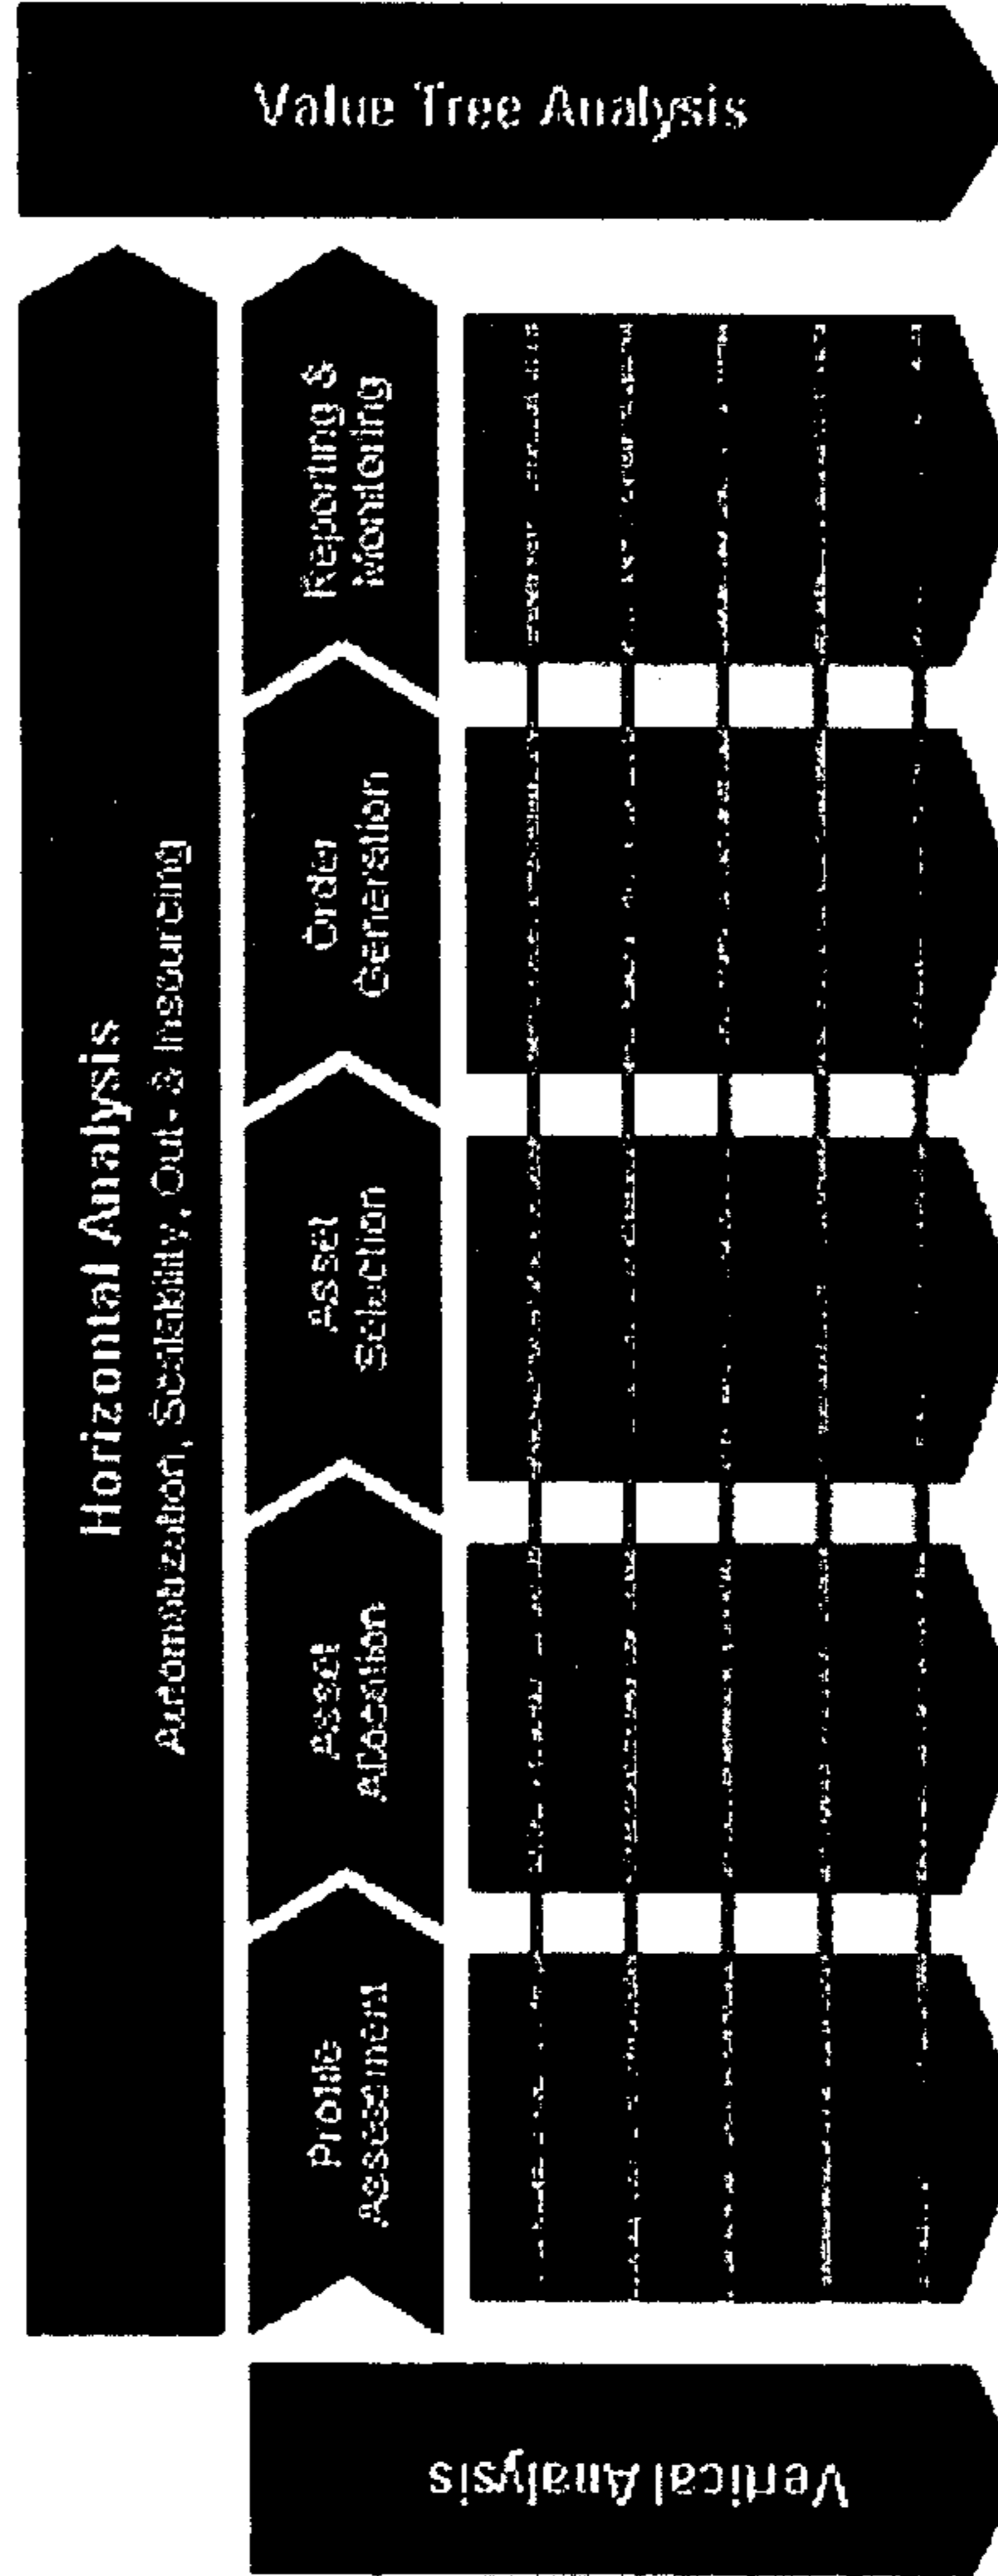 Value Tree Analysis
Horizontal Analysis
Automatization, Scalability, Out- & Insourcing
Profile
Assessment
Asset
Allocation
Asset
Selection
Order
Generation
Reporting &
Monitoring
Vertical Analysis